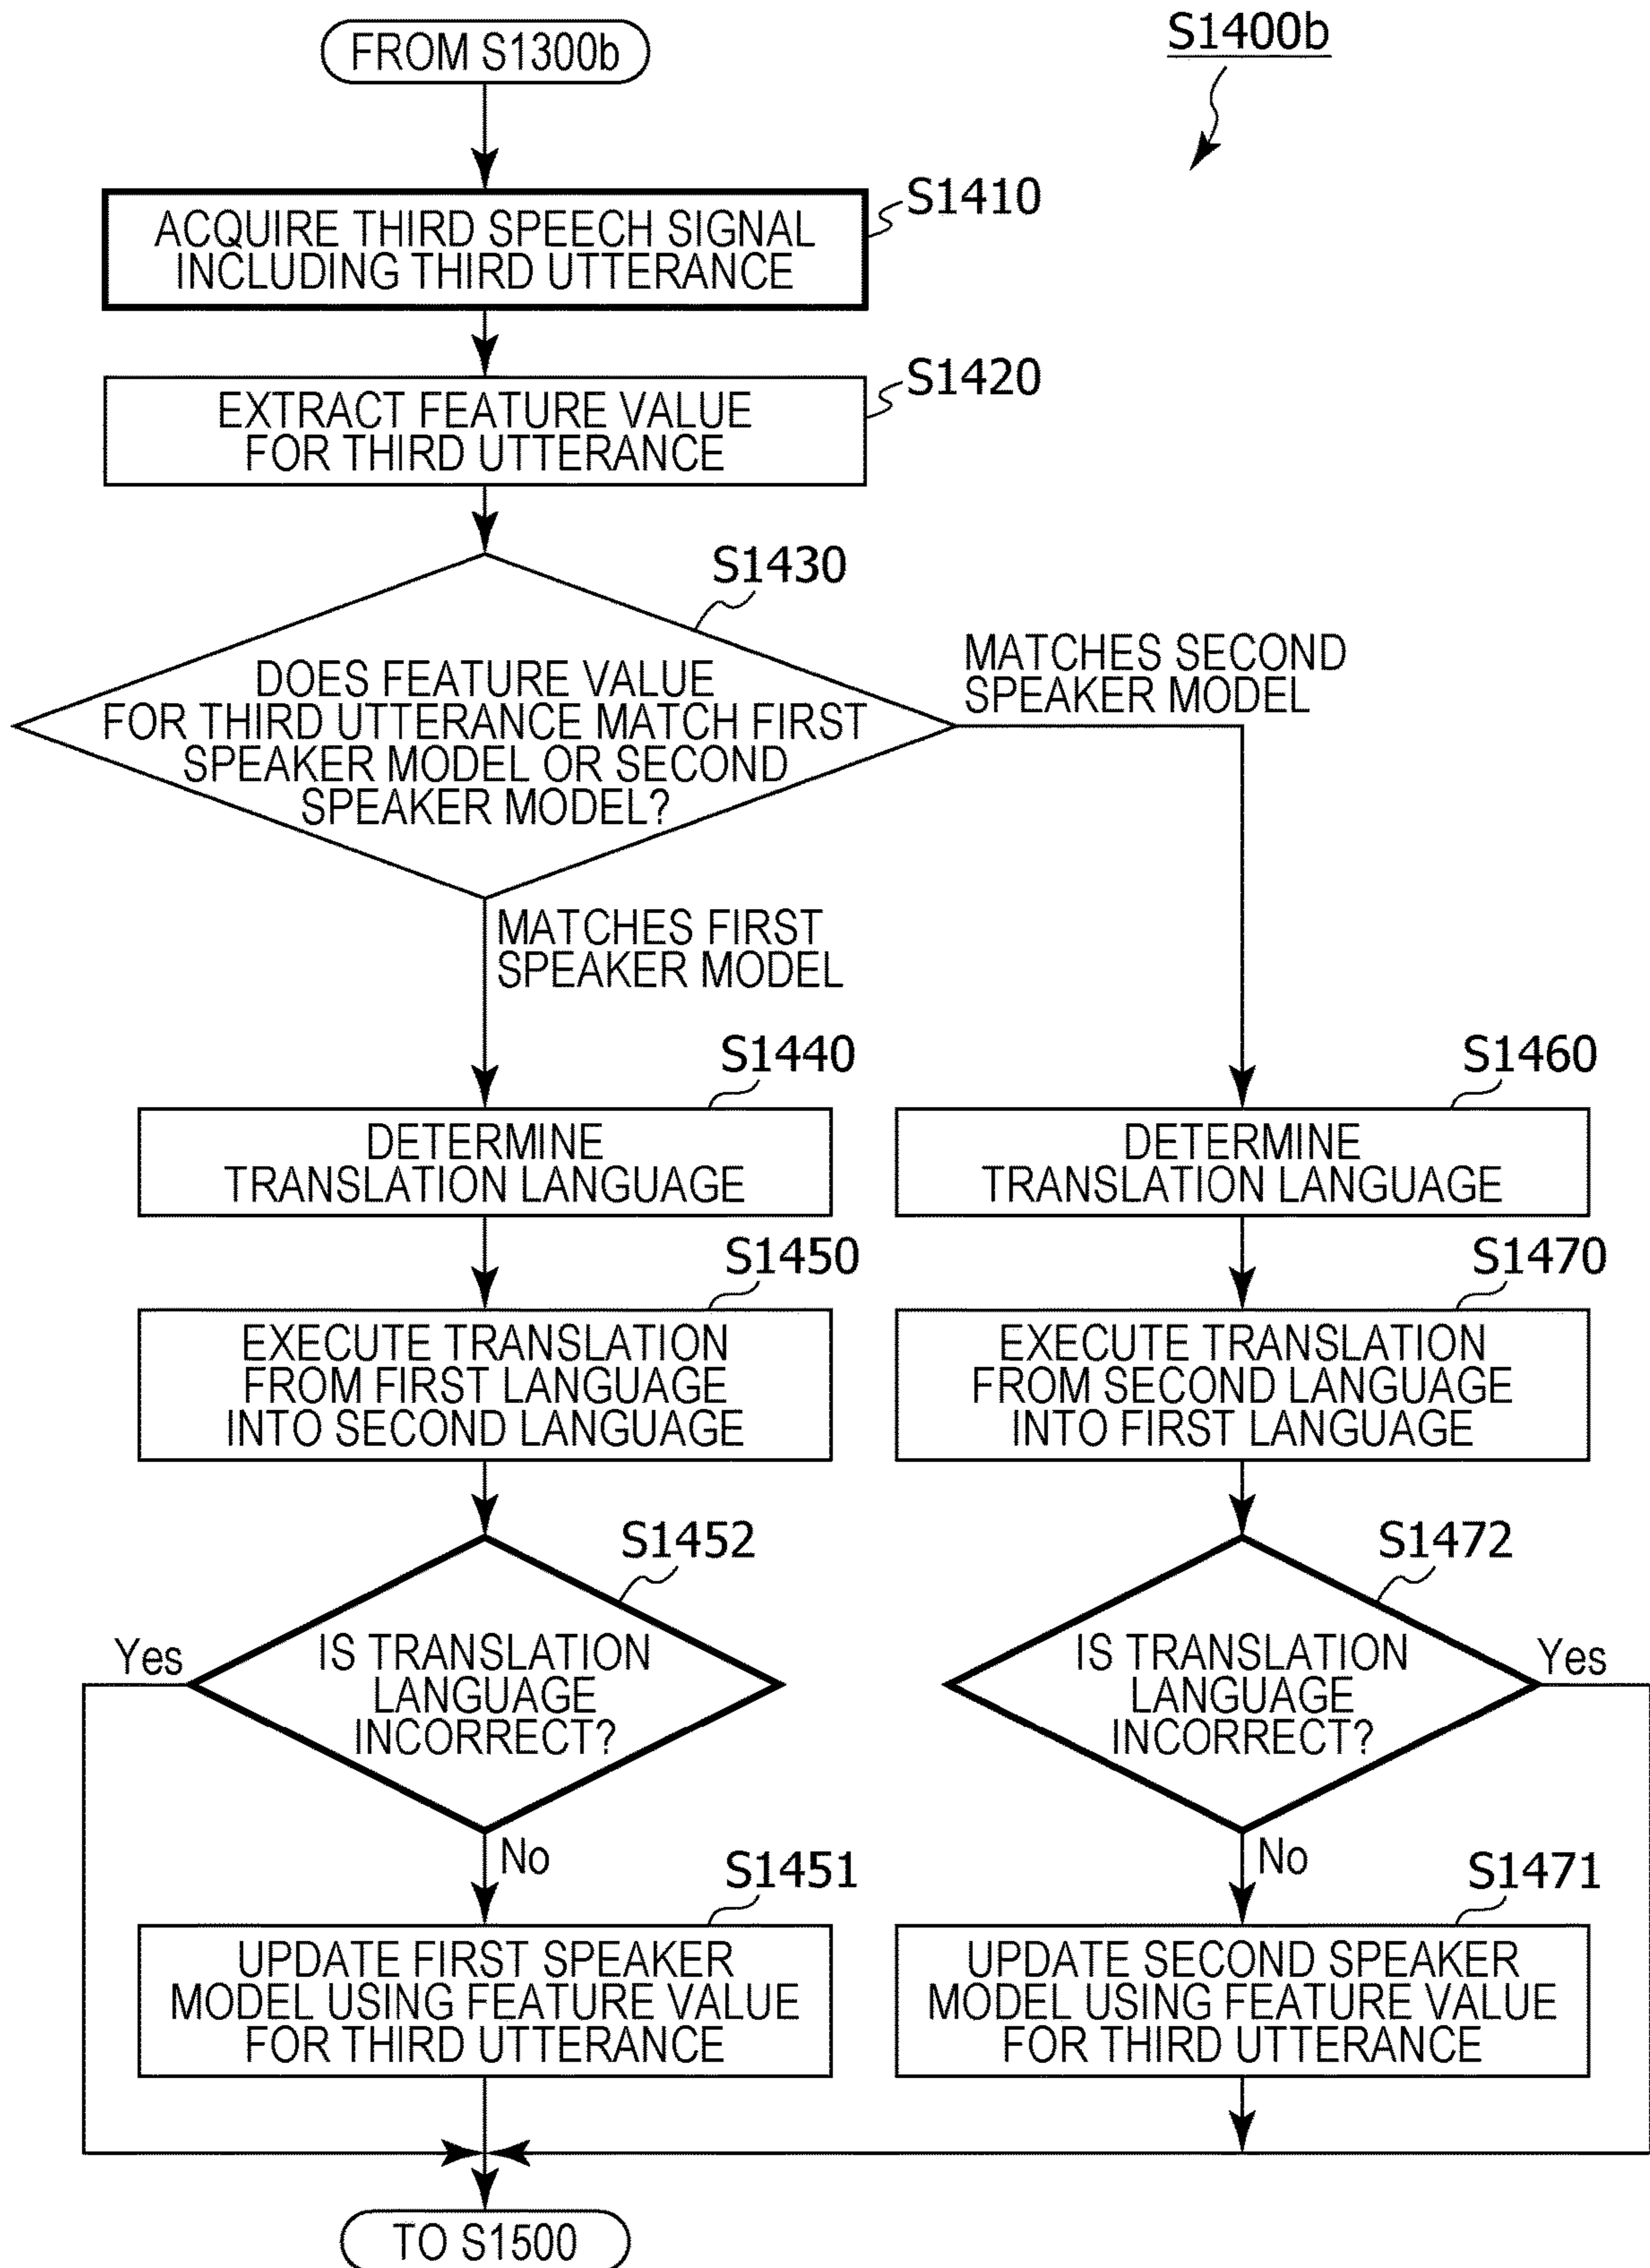 FROM S1300b
S1400b
S1410
ACQUIRE THIRD SPEECH SIGNAL
INCLUDING THIRD UTTERANCE
S1420
EXTRACT FEATURE VALUE
FOR THIRD UTTERANCE
S1430
DOES FEATURE VALUE
FOR THIRD UTTERANCE MATCH FIRST
SPEAKER MODEL OR SECOND
SPEAKER MODEL?
MATCHES SECOND
SPEAKER MODEL
MATCHES FIRST
SPEAKER MODEL
S1440
DETERMINE
TRANSLATION LANGUAGE
S1460
DETERMINE
TRANSLATION LANGUAGE
S1450
EXECUTE TRANSLATION
FROM FIRST LANGUAGE
INTO SECOND LANGUAGE
S1470
EXECUTE TRANSLATION
FROM SECOND LANGUAGE
INTO FIRST LANGUAGE
S1452
Yes
IS TRANSLATION
LANGUAGE
INCORRECT?
No
S1472
IS TRANSLATION
LANGUAGE
INCORRECT?
Yes
No
S1451
UPDATE FIRST SPEAKER
MODEL USING FEATURE VALUE
FOR THIRD UTTERANCE
S1471
UPDATE SECOND SPEAKER
MODEL USING FEATURE VALUE
FOR THIRD UTTERANCE
TO S1500